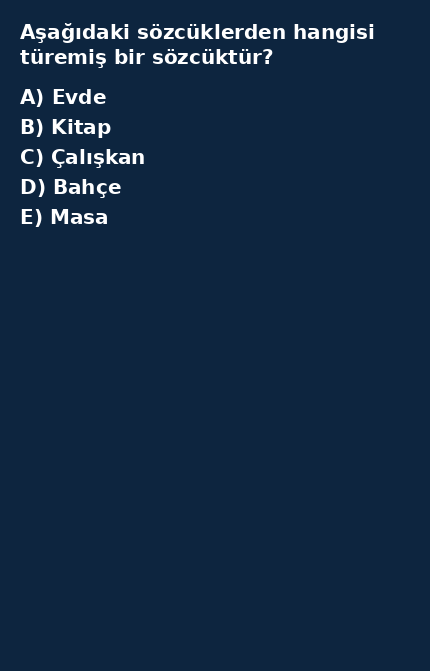 Aşağıdaki sözcüklerden hangisi
türemiş bir sözcüktür?
A) Evde
B) Kitap
C) Çalışkan
D) Bahçe
E) Masa